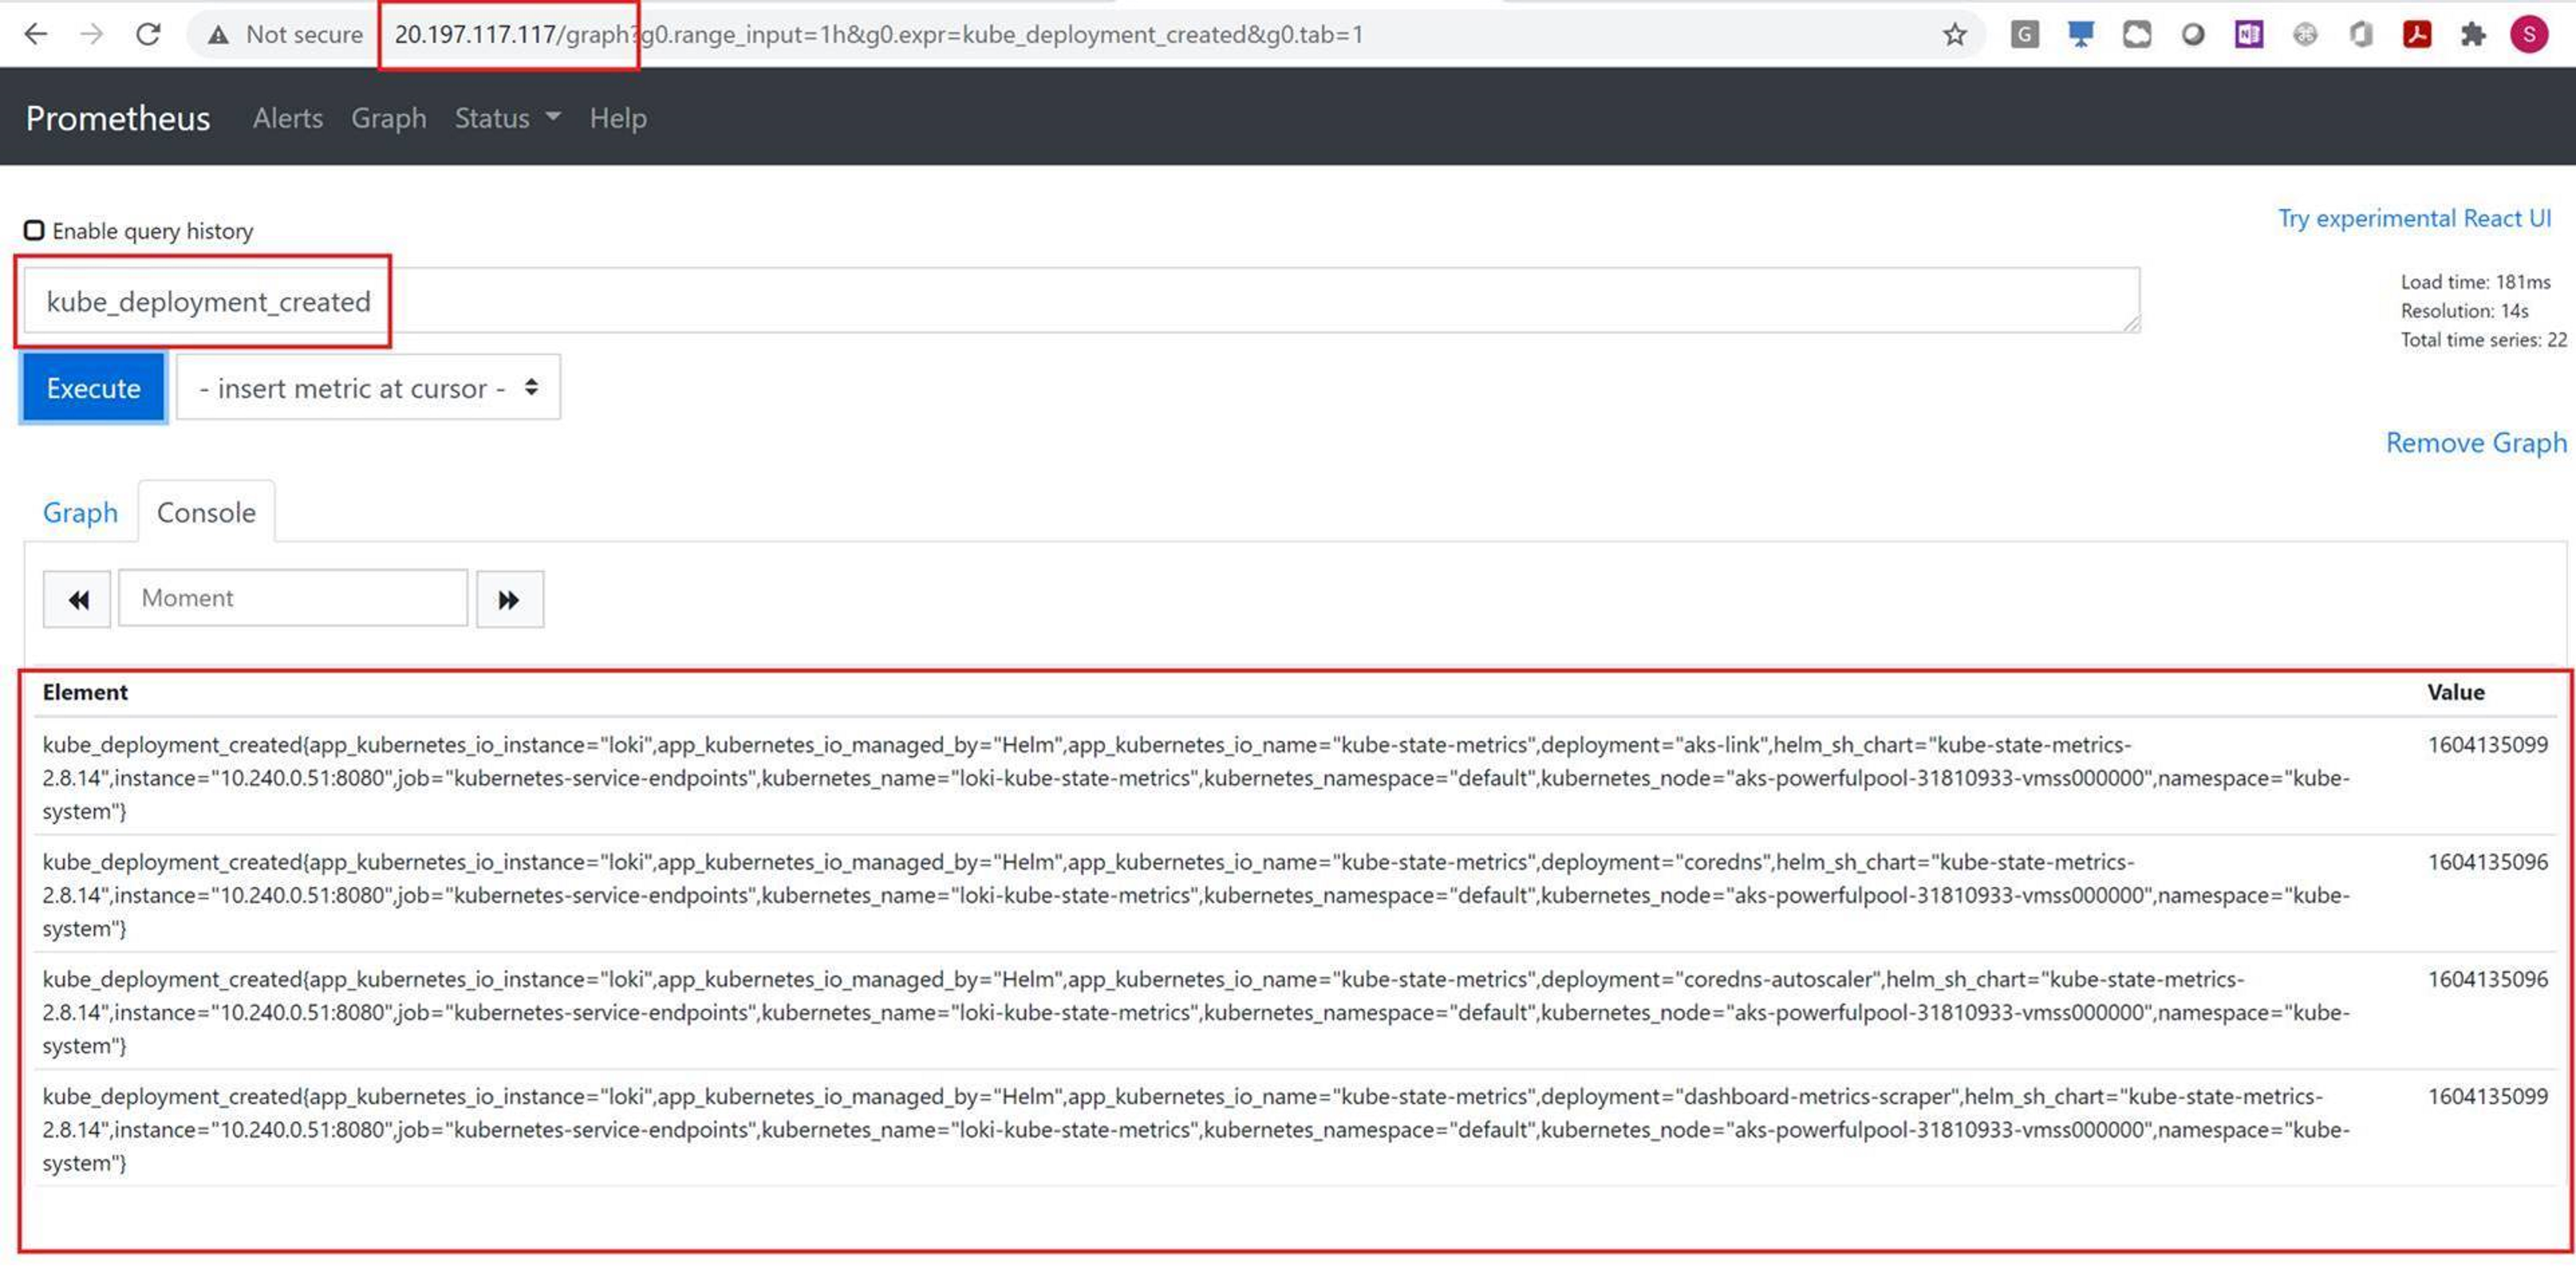 Not secure 20.197.117.117/graph?g0.range_input=1h&g0.expr=kube_deployment_created&g0.tab=1
G
N
S
Prometheus Alerts Graph Status Help
Enable query history
Try experimental React UI
kube_deployment_created
Load time: 181ms
Resolution: 14s
Total time series: 22
Execute - insert metric at cursor -
Remove Graph
Graph Console
Moment
Element Value
kube_deployment_created{app_kubernetes_io_instance="loki",app_kubernetes_io_managed_by="Helm",app_kubernetes_io_name="kube-state-metrics",deployment="aks-link",helm_sh_chart="kube-state-metrics- 1604135099
2.8.14",instance="10.240.0.51:8080",job="kubernetes-service-endpoints",kubernetes_name="loki-kube-state-metrics",kubernetes_namespace="default",kubernetes_node="aks-powerfulpool-31810933-vmss000000",namespace="kube-
system"}
kube_deployment_created{app_kubernetes_io_instance="loki",app_kubernetes_io_managed_by="Helm",app_kubernetes_io_name="kube-state-metrics",deployment="coredns",helm_sh_chart="kube-state-metrics- 1604135096
2.8.14",instance="10.240.0.51:8080",job="kubernetes-service-endpoints",kubernetes_name="loki-kube-state-metrics",kubernetes_namespace="default",kubernetes_node="aks-powerfulpool-31810933-vmss000000",namespace="kube-
system"}
kube_deployment_created{app_kubernetes_io_instance="loki",app_kubernetes_io_managed_by="Helm",app_kubernetes_io_name="kube-state-metrics",deployment="coredns-autoscaler",helm_sh_chart="kube-state-metrics- 1604135096
2.8.14",instance="10.240.0.51:8080",job="kubernetes-service-endpoints",kubernetes_name="loki-kube-state-metrics",kubernetes_namespace="default",kubernetes_node="aks-powerfulpool-31810933-vmss000000",namespace="kube-
system"}
kube_deployment_created{app_kubernetes_io_instance="loki",app_kubernetes_io_managed_by="Helm",app_kubernetes_io_name="kube-state-metrics",deployment="dashboard-metrics-scraper",helm_sh_chart="kube-state-metrics- 1604135099
2.8.14",instance="10.240.0.51:8080",job="kubernetes-service-endpoints",kubernetes_name="loki-kube-state-metrics",kubernetes_namespace="default",kubernetes_node="aks-powerfulpool-31810933-vmss000000",namespace="kube-
system"}